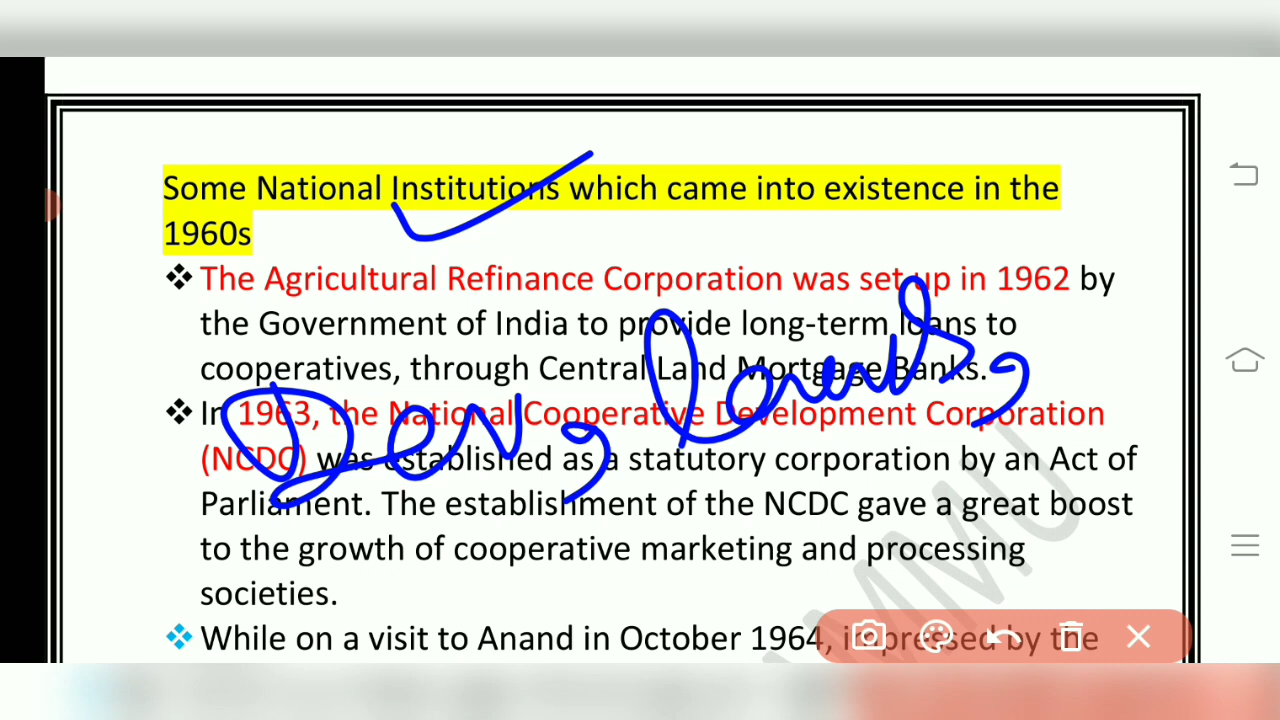 Some National Institutions which came into existence in the
1960s
❖ The Agricultural Refinance Corporation was set up in 1962 by
the Government of India to provide long-term loans to
cooperatives, through Central Land Mortgage Banks.
❖ In 1963, the National Cooperative Development Corporation
(NCDC) was established as a statutory corporation by an Act of
Parliament. The establishment of the NCDC gave a great boost
to the growth of cooperative marketing and processing
societies.
❖ While on a visit to Anand in October 1964, impressed by the